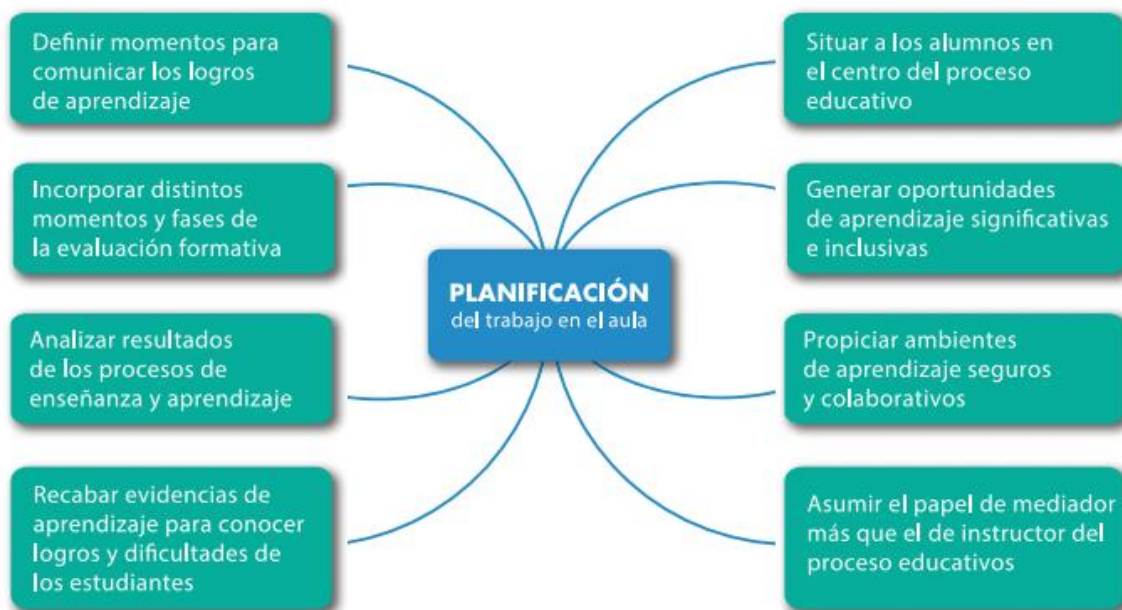 Definir momentos para
comunicar los logros
de aprendizaje
Incorporar distintos
momentos y fases de
la evaluación formativa
Analizar resultados
de los procesos de
enseñanza y aprendizaje
Recabar evidencias de
aprendizaje para conocer
logros y dificultades de
los estudiantes
PLANIFICACIÓN
del trabajo en el aula
Situar a los alumnos en
el centro del proceso
educativo
Generar oportunidades
de aprendizaje significativas
e inclusivas
Propiciar ambientes
de aprendizaje seguros
y colaborativos
Asumir el papel de mediador
más que el de instructor del
proceso educativos